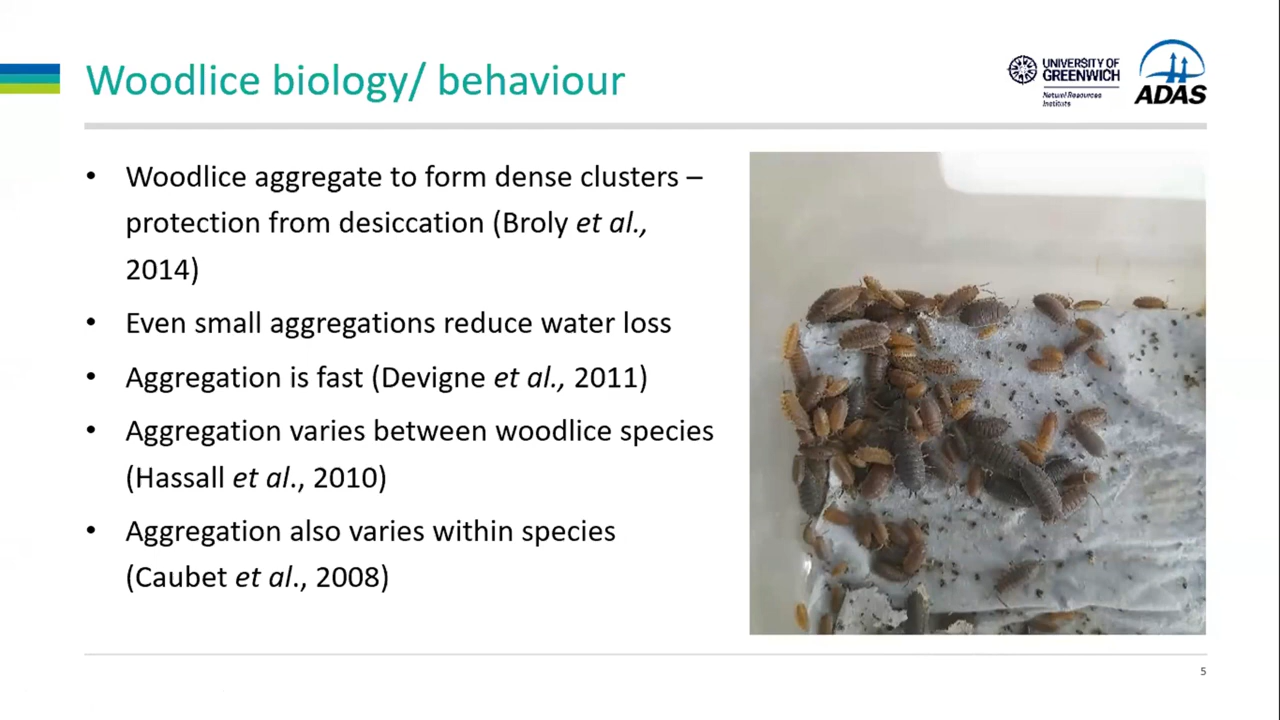 Woodlice biology/ behaviour
UNIVERSITY OF
GREENWICH
Natural Resources
Institute
ADAS
• Woodlice aggregate to form dense clusters –
protection from desiccation (Broly et al.,
2014)
• Even small aggregations reduce water loss
• Aggregation is fast (Devigne et al., 2011)
• Aggregation varies between woodlice species
(Hassall et al., 2010)
• Aggregation also varies within species
(Caubet et al., 2008)
5